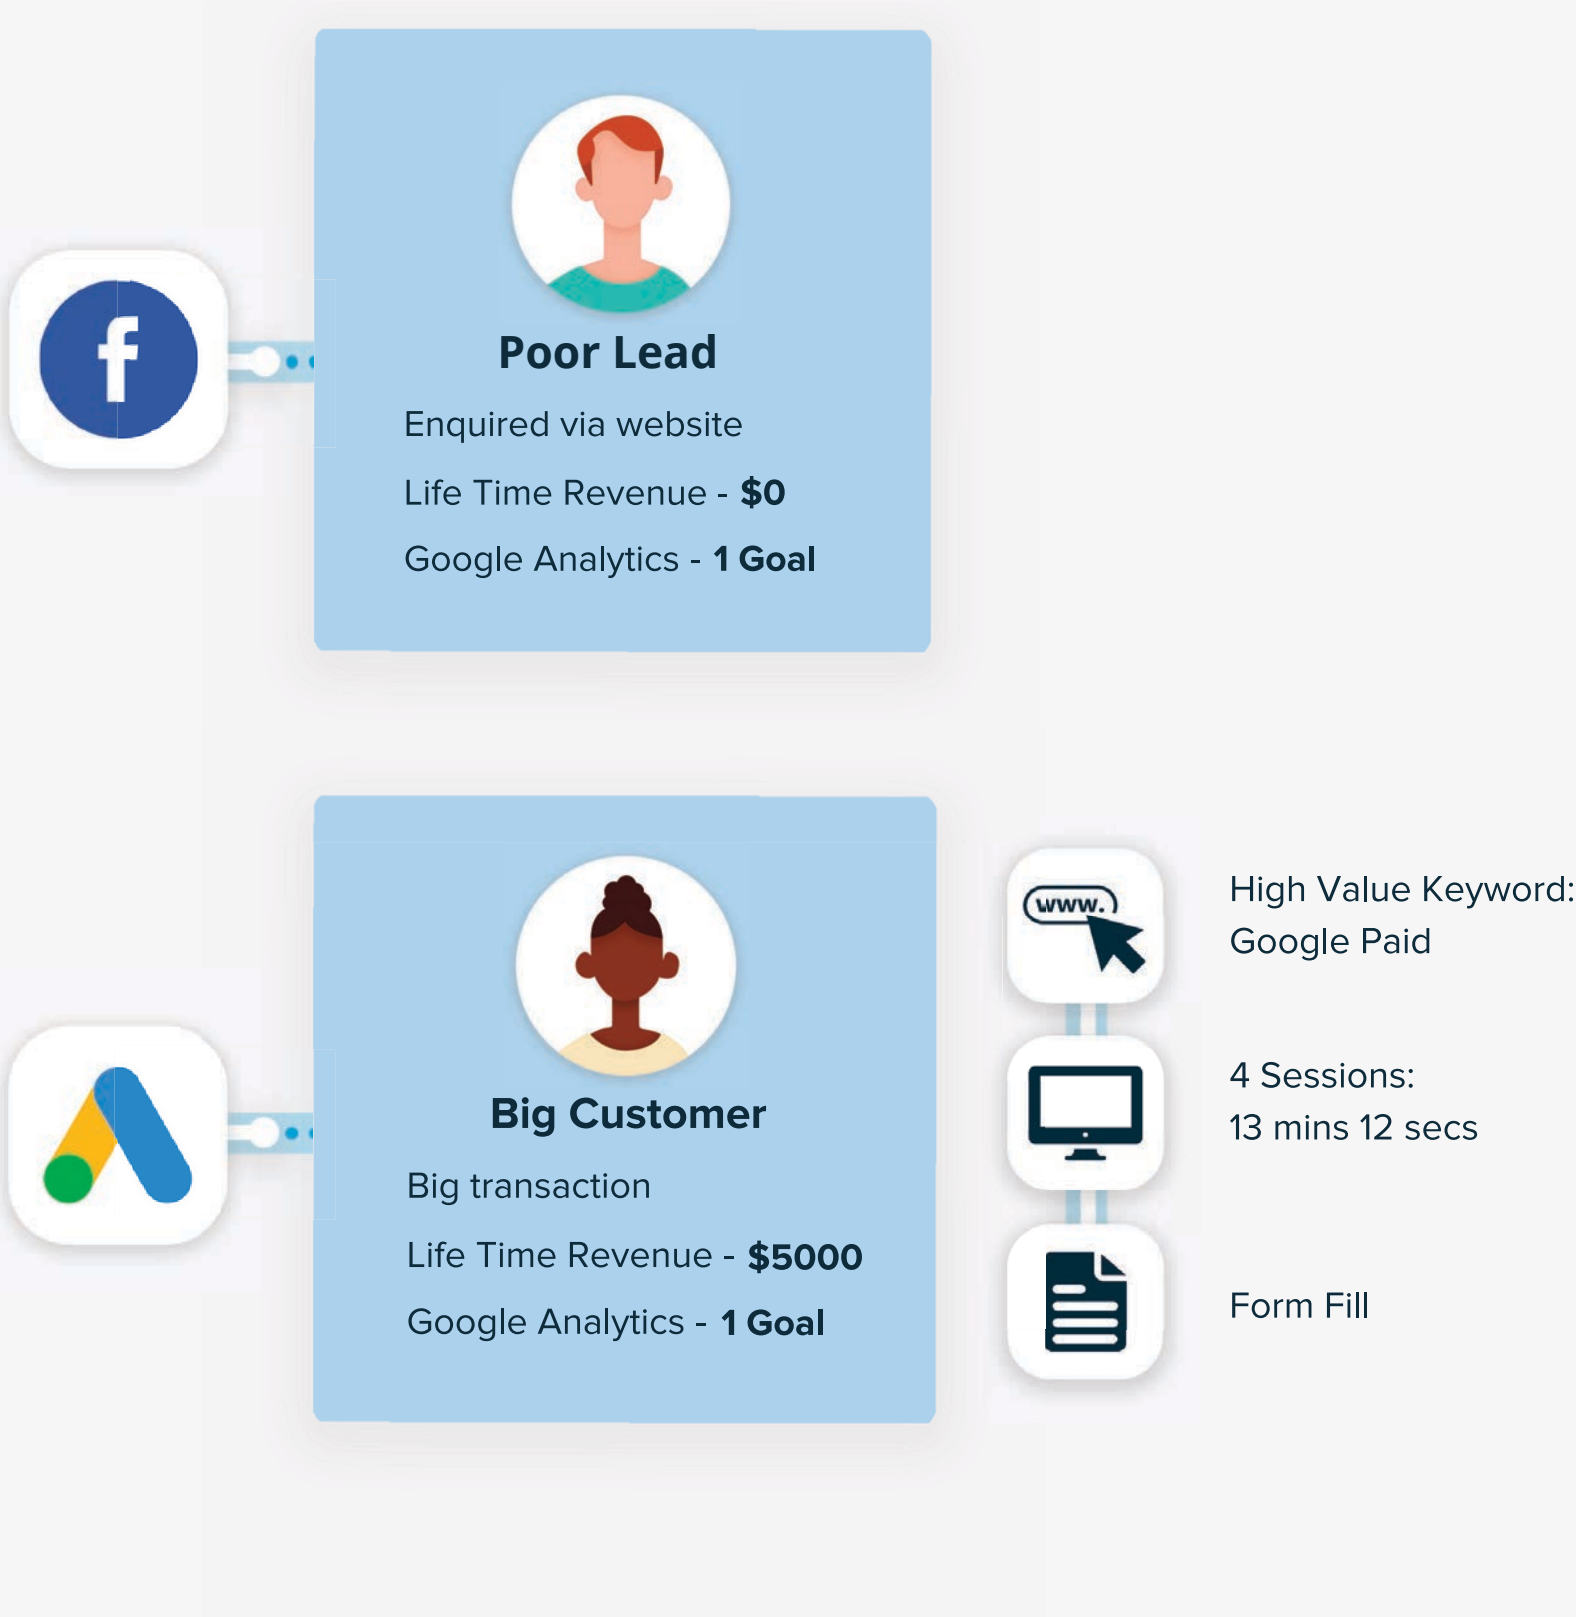 f
Poor Lead
Enquired via website
Life Time Revenue - $0
Google Analytics - 1 Goal
Big Customer
Big transaction
Life Time Revenue - $5000
Google Analytics - 1 Goal
www.
High Value Keyword:
Google Paid
4 Sessions:
13 mins 12 secs
Form Fill